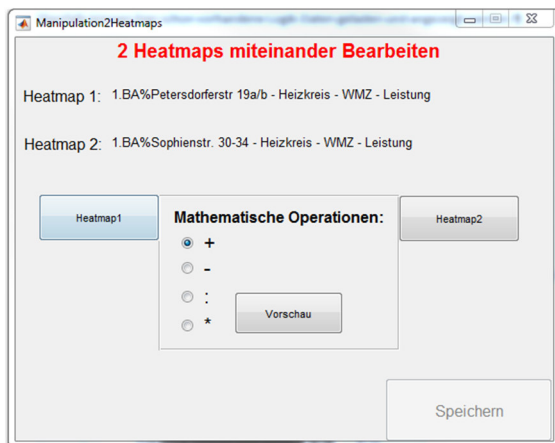 Manipulation2Heatmaps
2 Heatmaps miteinander Bearbeiten
Heatmap 1: 1.BA%Petersdorferstr 19a/b - Heizkreis - WMZ - Leistung
Heatmap 2: 1.BA%Sophienstr. 30-34 - Heizkreis - WMZ - Leistung
Heatmap1
Mathematische Operationen:
Heatmap2
+
-
:
*
Vorschau
Speichern